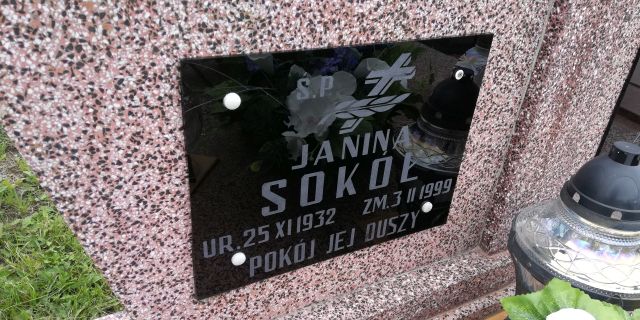 Ś.P.
JANINA
SOKÓŁ
UR. 25 XI 1932 ZM. 3 II 1999
POKÓJ JEJ DUSZY